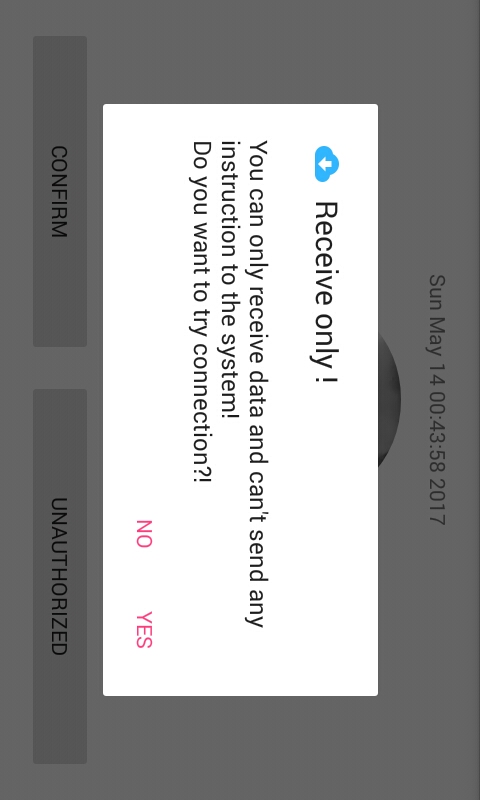 Sun May 14 00:43:58 2017
Receive only !
You can only receive data and can't send any
instruction to the system!
Do you want to try connection?!
NO YES
CONFIRM UNAUTHORIZED